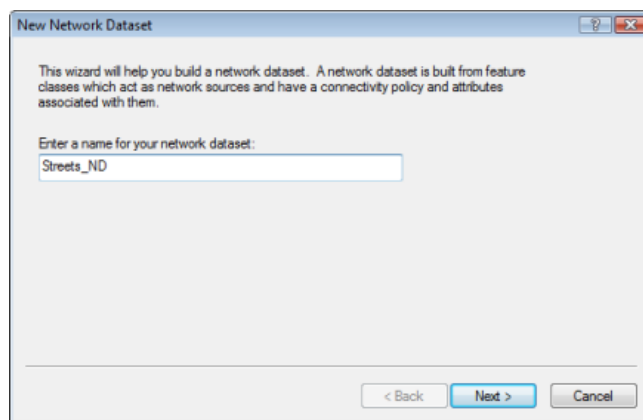 New Network Dataset
This wizard will help you build a network dataset. A network dataset is built from feature
classes which act as network sources and have a connectivity policy and attributes
associated with them.
Enter a name for your network dataset:
Streets_ND
< Back
Next >
Cancel